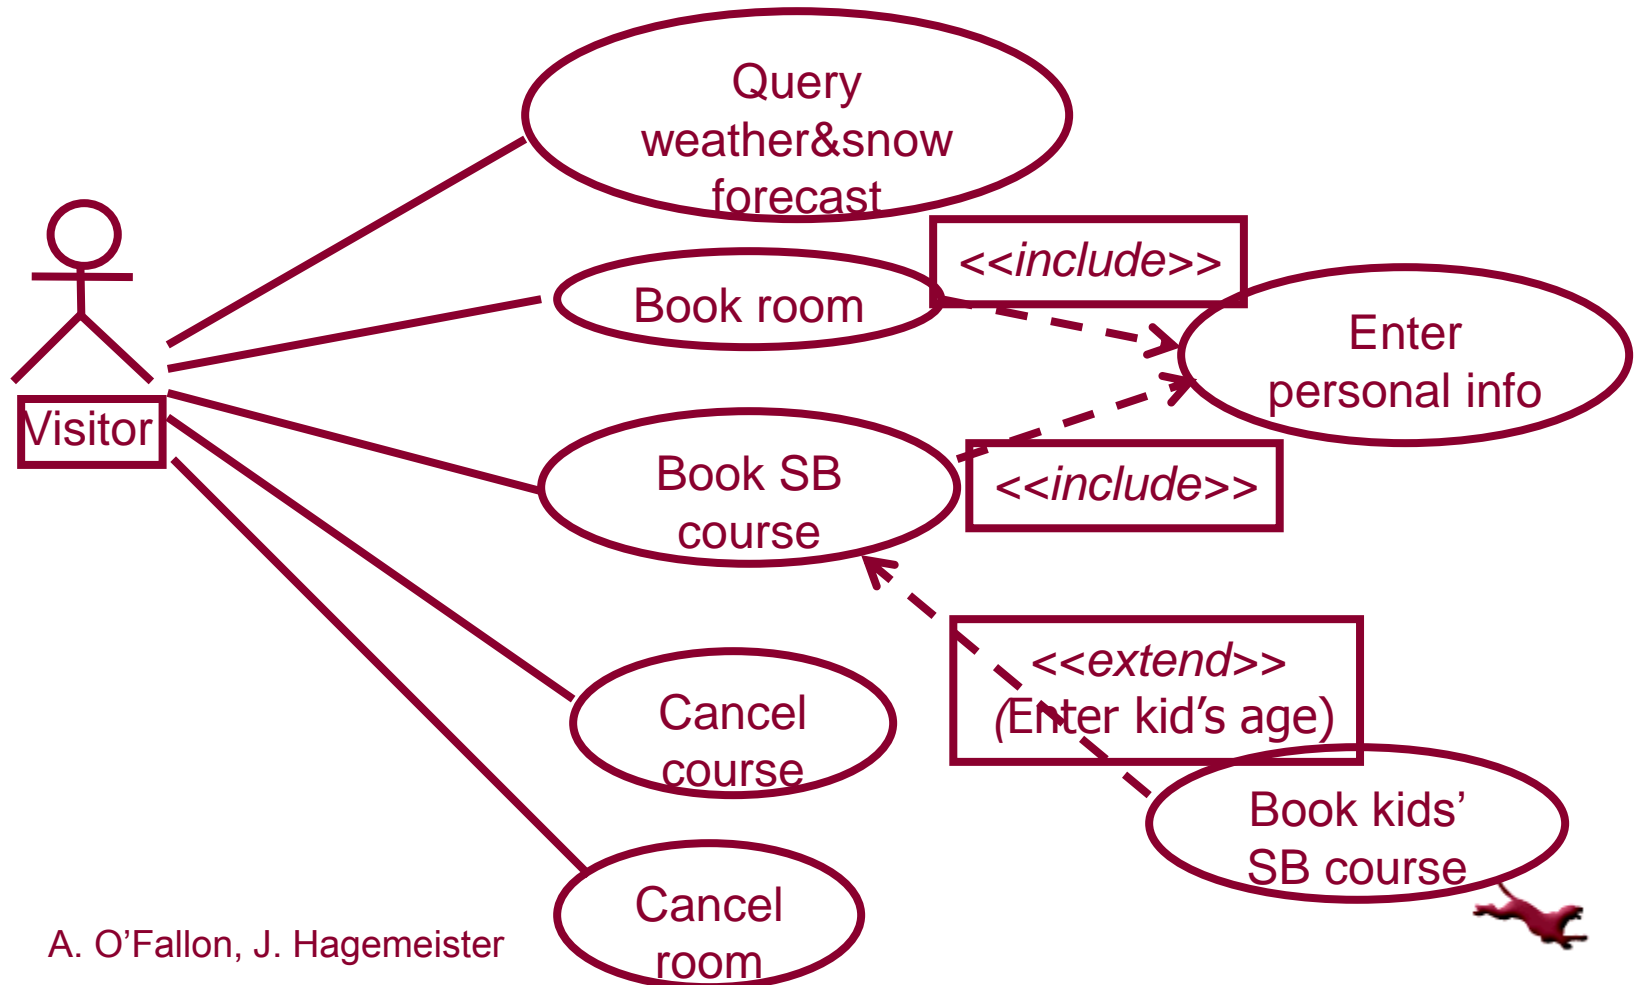 Query
weather&snow
forecast
<<include>>
Book room
Enter
personal info
Visitor
Book SB
course
<<include>>
<<extend>>
(Enter kid’s age)
Cancel
course
Book kids’
SB course
Cancel
room
A. O’Fallon, J. Hagemeister